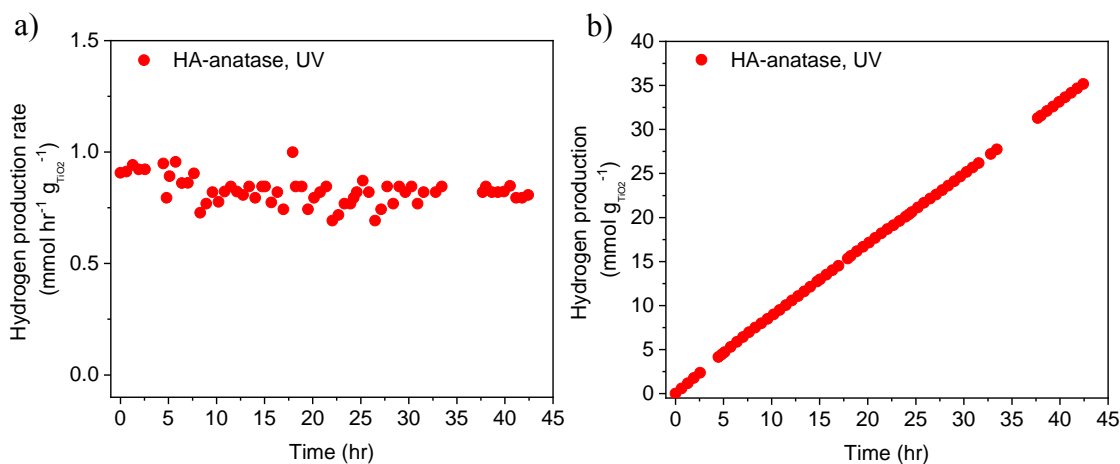 a)
HA-anatase, UV
Hydrogen production rate
(mmol hr⁻¹ g_TiO2⁻¹)
1.5
1.0
0.5
0.0
0 5 10 15 20 25 30 35 40 45
Time (hr)
b)
HA-anatase, UV
Hydrogen production
(mmol g_TiO2⁻¹)
40
35
30
25
20
15
10
5
0
0 5 10 15 20 25 30 35 40 45
Time (hr)